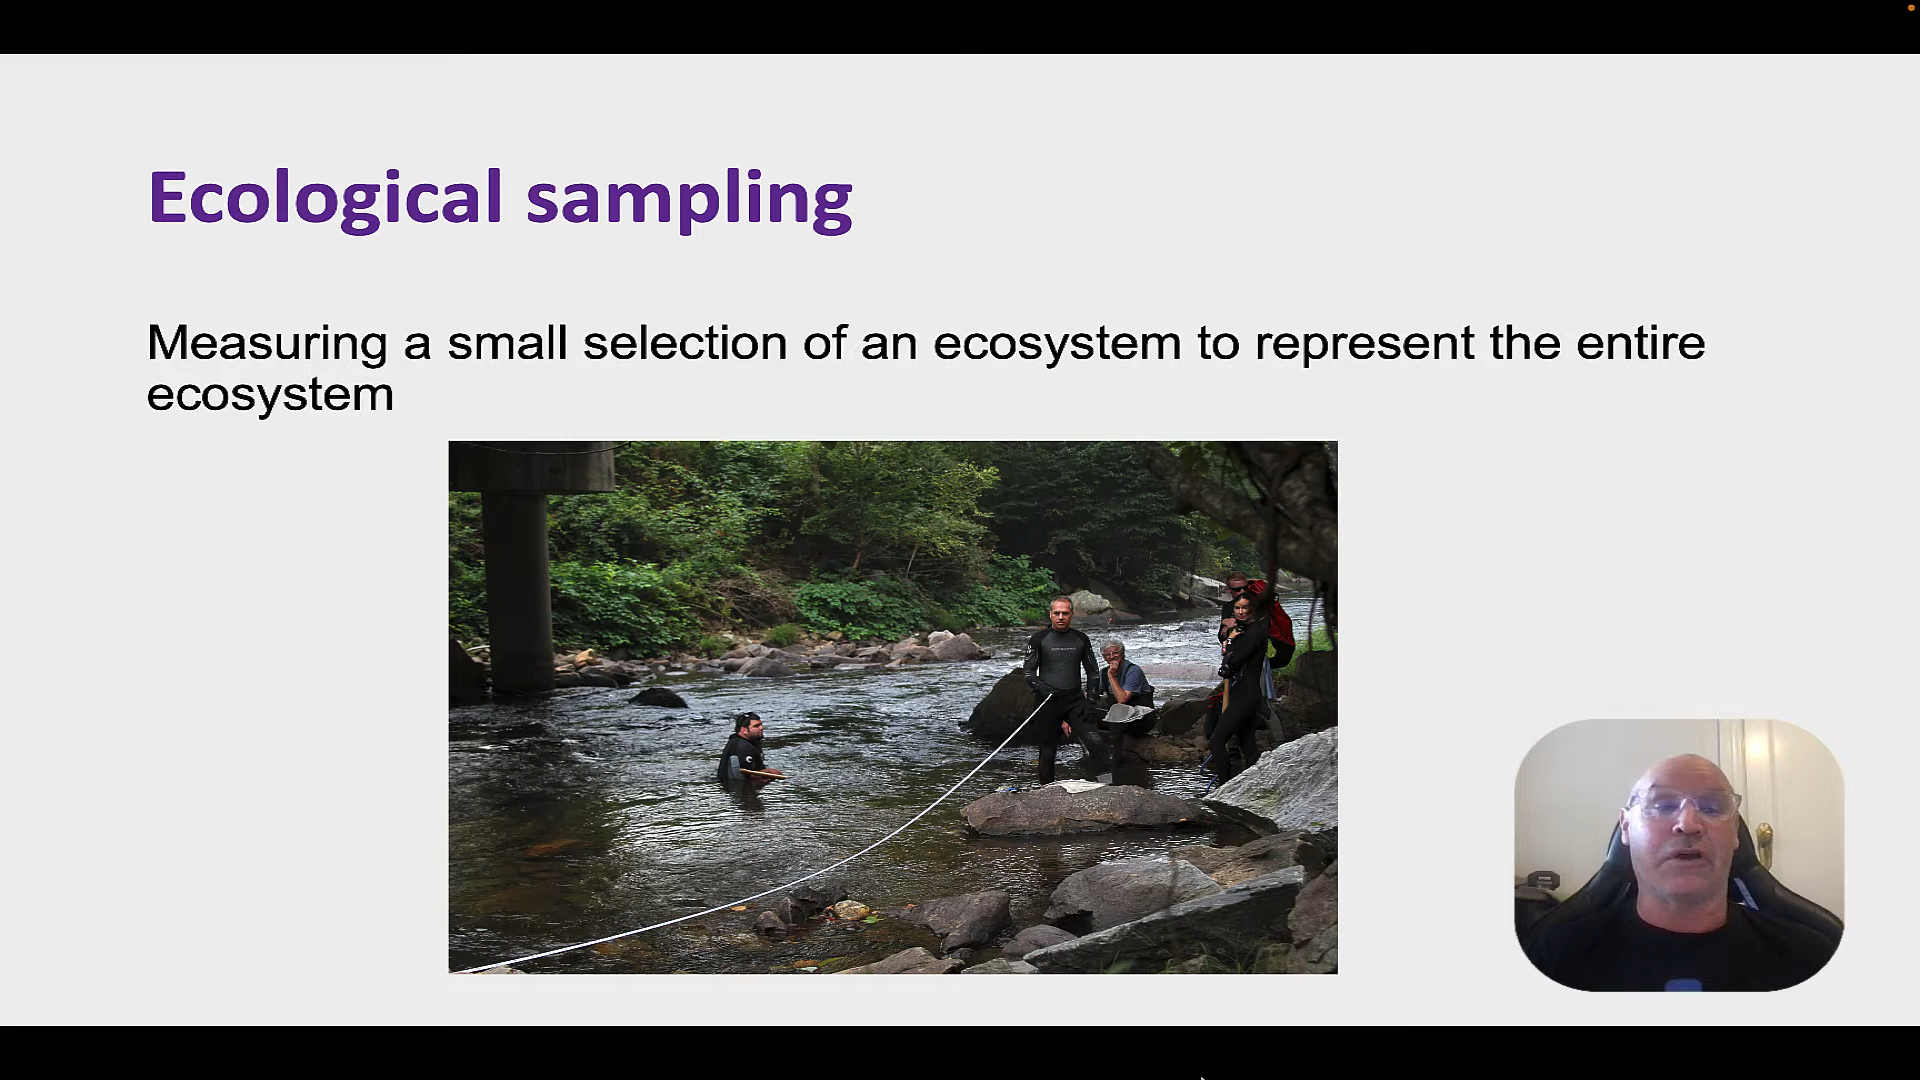 Ecological sampling
Measuring a small selection of an ecosystem to represent the entire
ecosystem